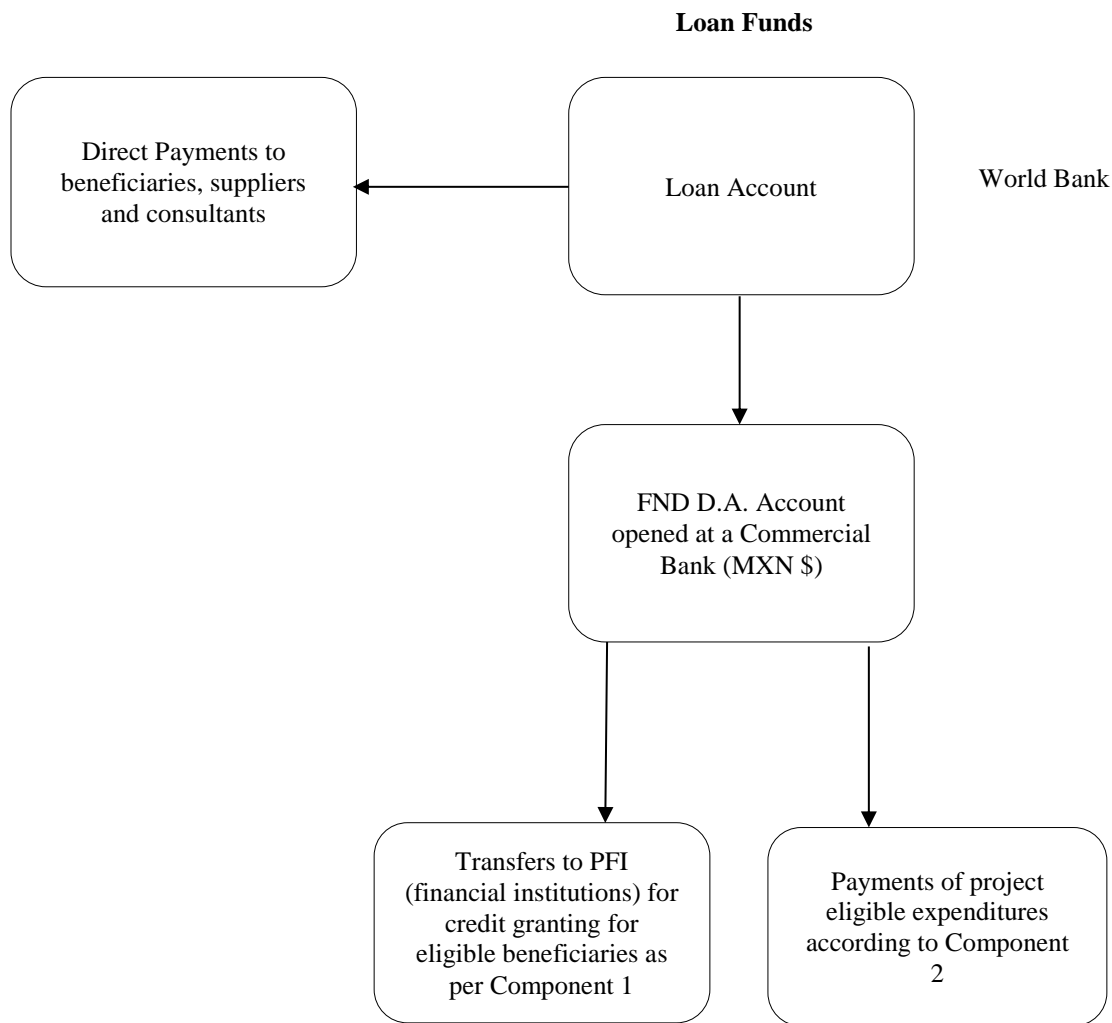 Loan Funds
Direct Payments to
beneficiaries, suppliers
and consultants
Loan Account
World Bank
FND D.A. Account
opened at a Commercial
Bank (MXN $)
Transfers to PFI
(financial institutions) for
credit granting for
eligible beneficiaries as
per Component 1
Payments of project
eligible expenditures
according to Component
2